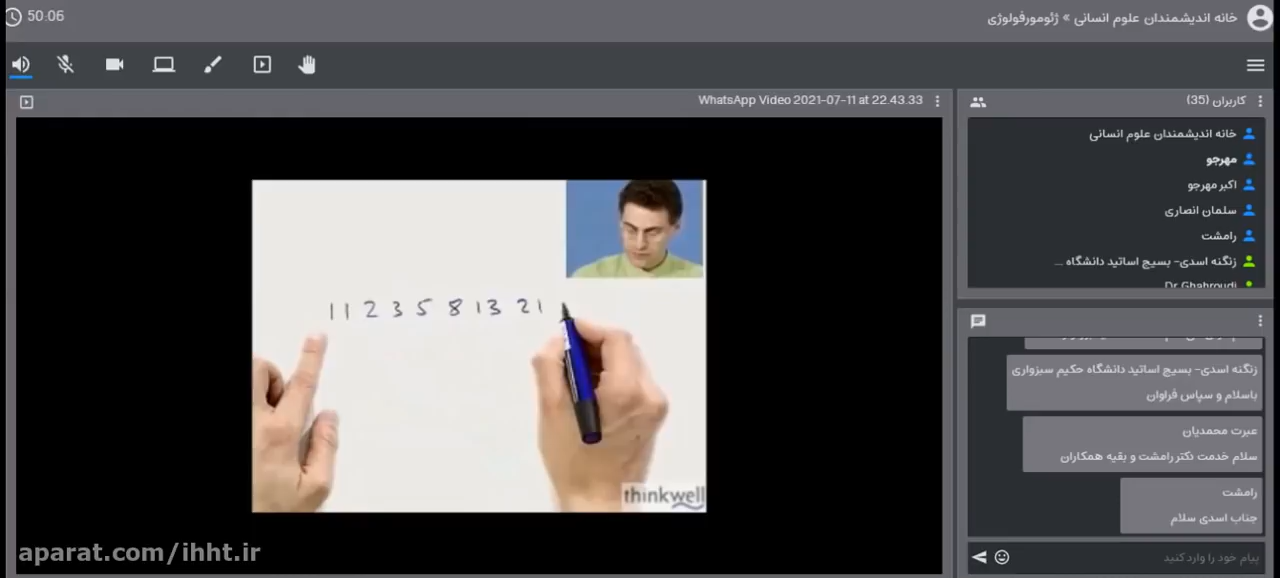 50:06
خانه اندیشمندان علوم انسانی » ژئومورفولوژی
WhatsApp Video 2021-07-11 at 22.43.33
1 1 2 3 5 8 13 21
thinkwell
کاربران (35)
خانه اندیشمندان علوم انسانی
مهرجو
اکبر مهرجو
سلمان انصاری
رامشت
زنگنه اسدی- بسیج اساتید دانشگاه ...
Dr Ghahroudi
زنگنه اسدی- بسیج اساتید دانشگاه حکیم سبزواری
باسلام و سپاس فراوان
عبرت محمدیان
سلام خدمت دکتر رامشت و بقیه همکاران
رامشت
جناب اسدی سلام
پیام خود را وارد کنید
aparat.com/ihht.ir